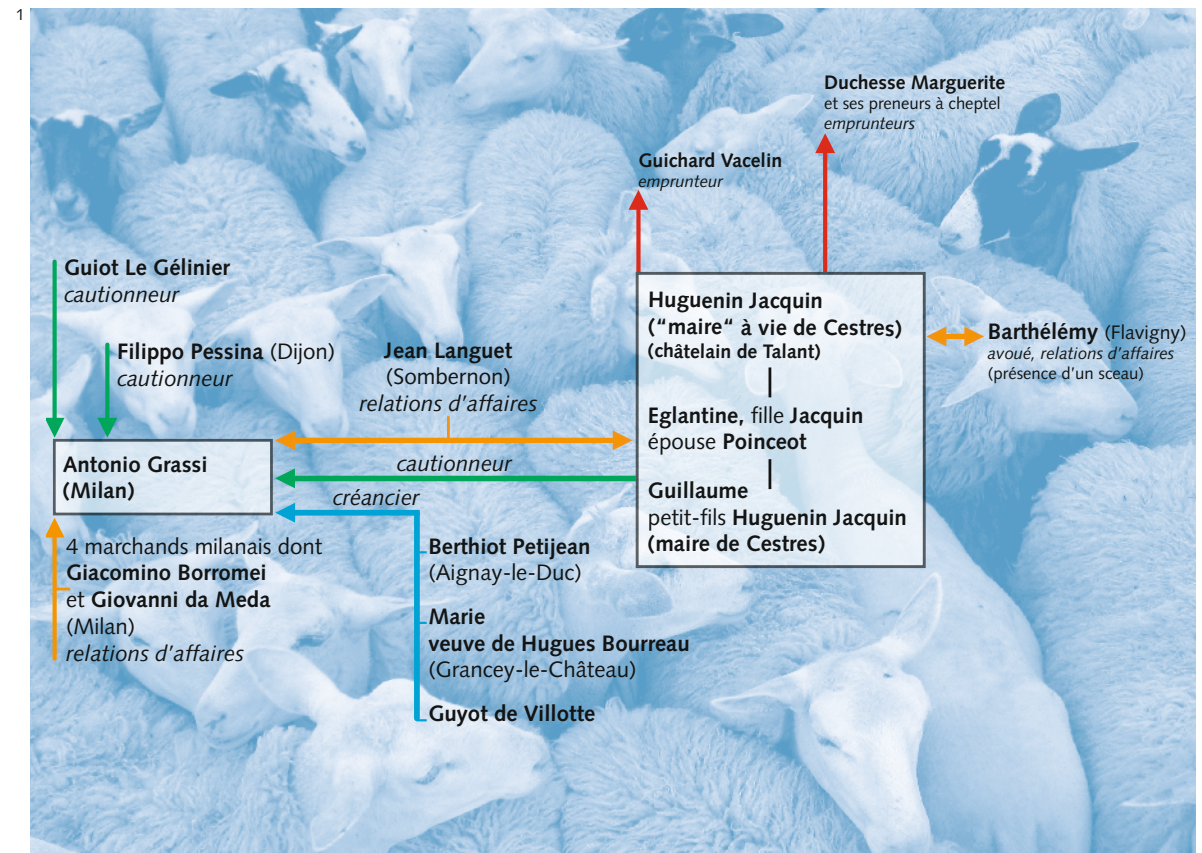 1
Duchesse Marguerite
et ses preneurs à cheptel
emprunteurs
Guichard Vacelin
emprunteur
Guiot Le Gélinier
cautionneur
Filippo Pessina (Dijon)
cautionneur
Jean Languet
(Sombernon)
relations d'affaires
Huguenin Jacquin
("maire" à vie de Cestres)
(châtelain de Talant)
Eglantine, fille Jacquin
épouse Poinceot
Guillaume
petit-fils Huguenin Jacquin
(maire de Cestres)
Barthélémy (Flavigny)
avoué, relations d'affaires
(présence d'un sceau)
Antonio Grassi
(Milan)
cautionneur
créancier
4 marchands milanais dont
Giacomino Borromei
et Giovanni da Meda
(Milan)
relations d'affaires
Berthiot Petijean
(Aignay-le-Duc)
Marie
veuve de Hugues Bourreau
(Grancey-le-Château)
Guyot de Villotte